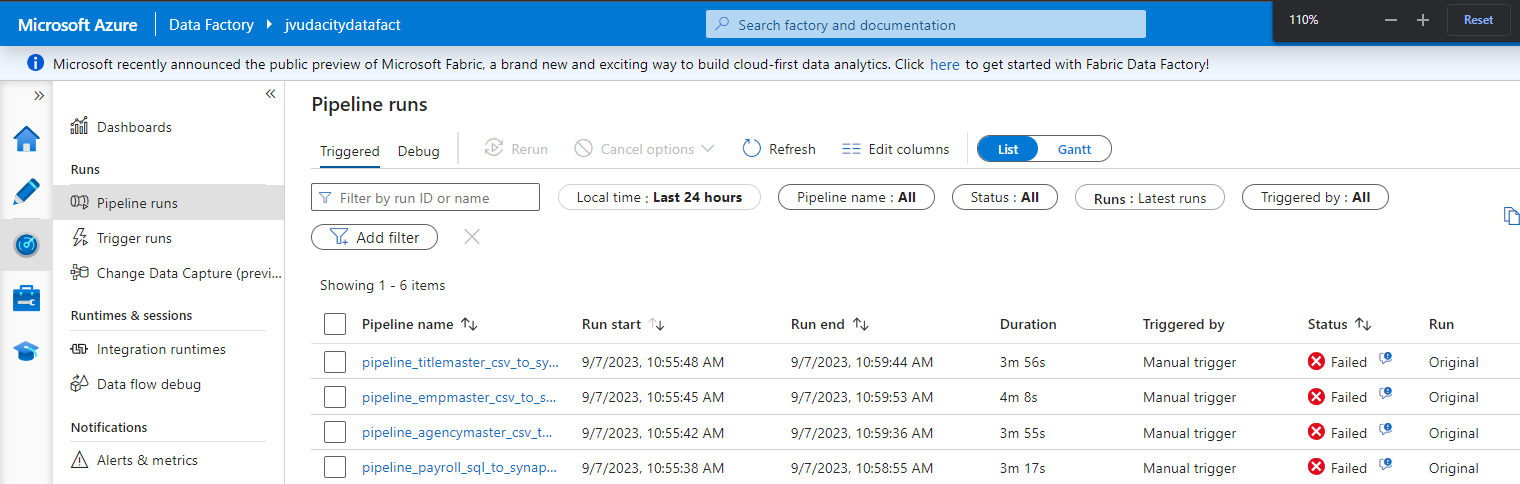 Microsoft Azure Data Factory jvudacitydatafact Search factory and documentation 110% Reset
Microsoft recently announced the public preview of Microsoft Fabric, a brand new and exciting way to build cloud-first data analytics. Click here to get started with Fabric Data Factory!
Dashboards
Runs
Pipeline runs
Trigger runs
Change Data Capture (previ...
Runtimes & sessions
Integration runtimes
Data flow debug
Notifications
Alerts & metrics
Pipeline runs
Triggered Debug Rerun Cancel options Refresh Edit columns List Gantt
Filter by run ID or name Local time : Last 24 hours Pipeline name : All Status : All Runs : Latest runs Triggered by : All
Add filter
Showing 1 - 6 items
Pipeline name Run start Run end Duration Triggered by Status Run
pipeline_titlemaster_csv_to_sy... 9/7/2023, 10:55:48 AM 9/7/2023, 10:59:44 AM 3m 56s Manual trigger Failed Original
pipeline_empmaster_csv_to_s... 9/7/2023, 10:55:45 AM 9/7/2023, 10:59:53 AM 4m 8s Manual trigger Failed Original
pipeline_agencymaster_csv_t... 9/7/2023, 10:55:42 AM 9/7/2023, 10:59:36 AM 3m 55s Manual trigger Failed Original
pipeline_payroll_sql_to_synap... 9/7/2023, 10:55:38 AM 9/7/2023, 10:58:55 AM 3m 17s Manual trigger Failed Original